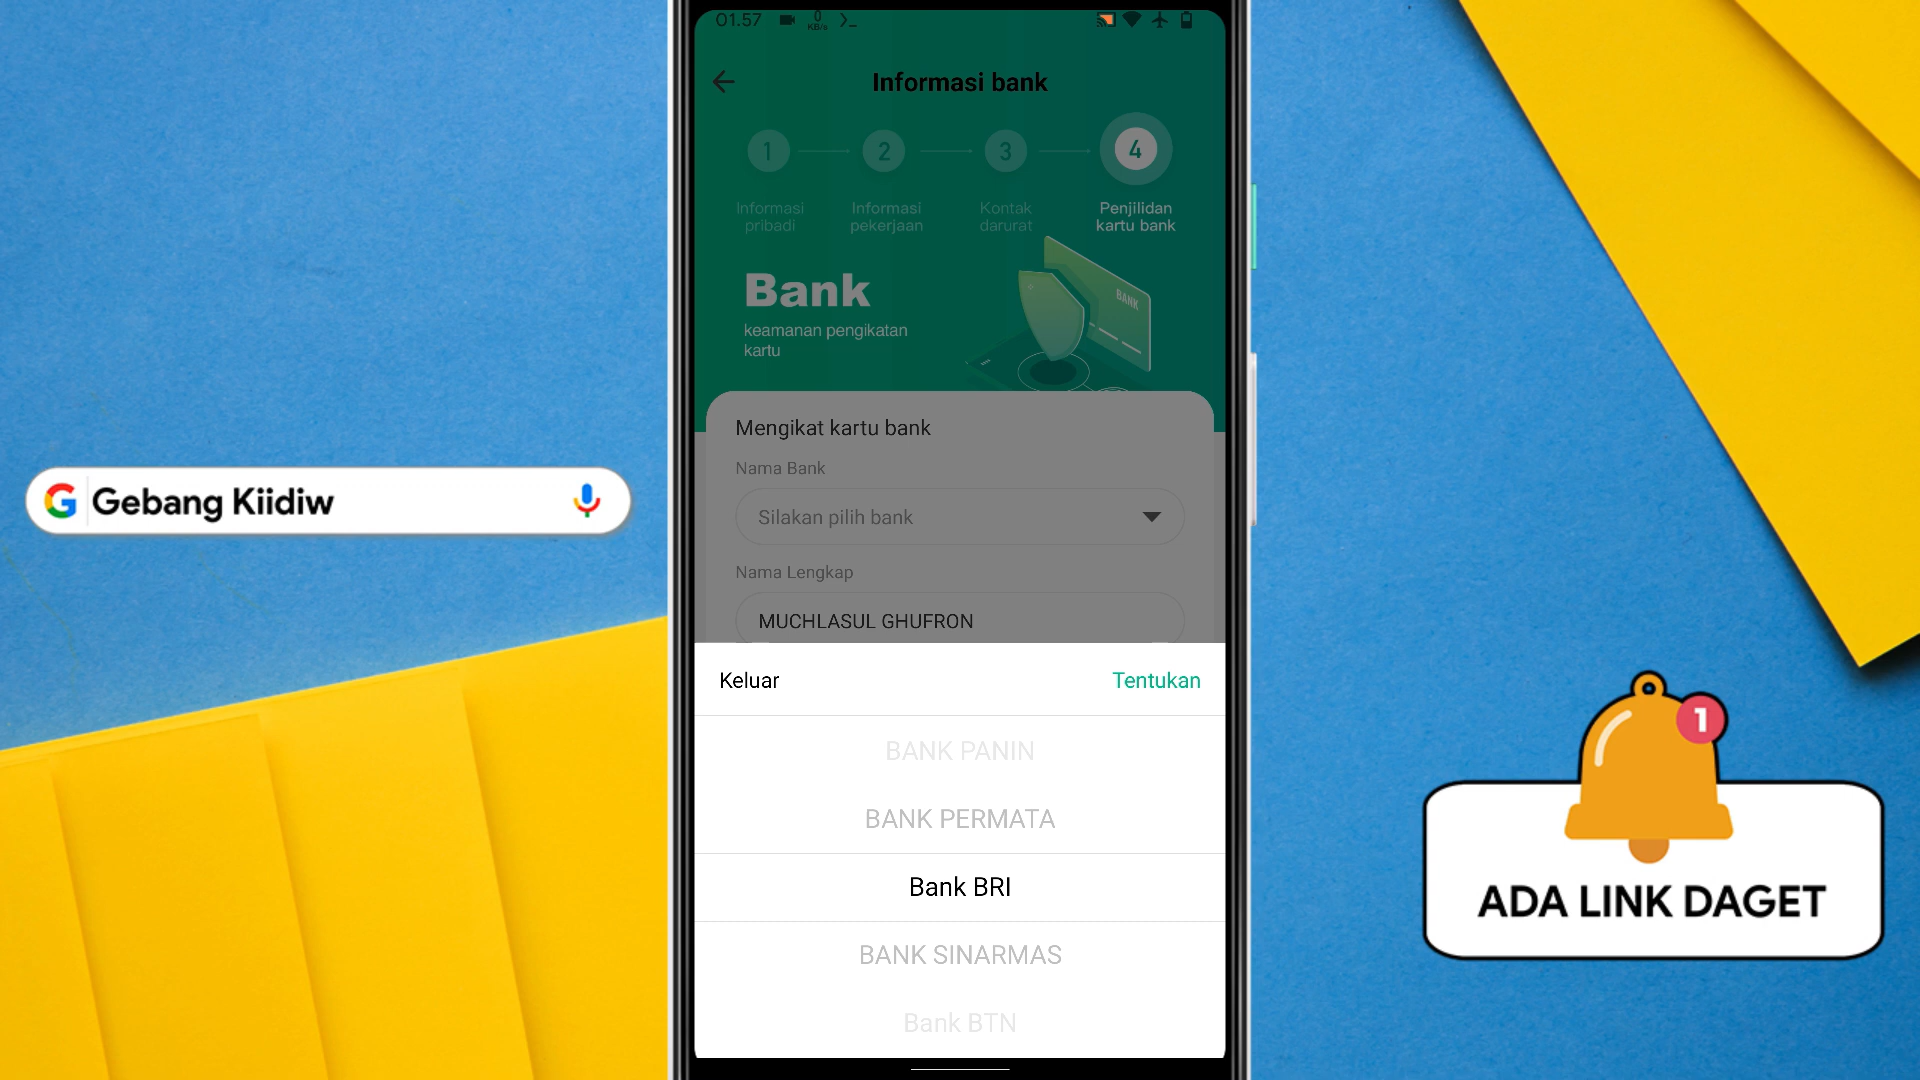 01.57
0
KB/s
Informasi bank
1
2
3
4
Informasi
pribadi
Informasi
pekerjaan
Kontak
darurat
Penjilidan
kartu bank
Bank
keamanan pengikatan
kartu
BANK
Mengikat kartu bank
Nama Bank
Silakan pilih bank
Nama Lengkap
MUCHLASUL GHUFRON
Keluar
Tentukan
BANK PANIN
BANK PERMATA
Bank BRI
BANK SINARMAS
Bank BTN
G Gebang Kiidiw
1
ADA LINK DAGET